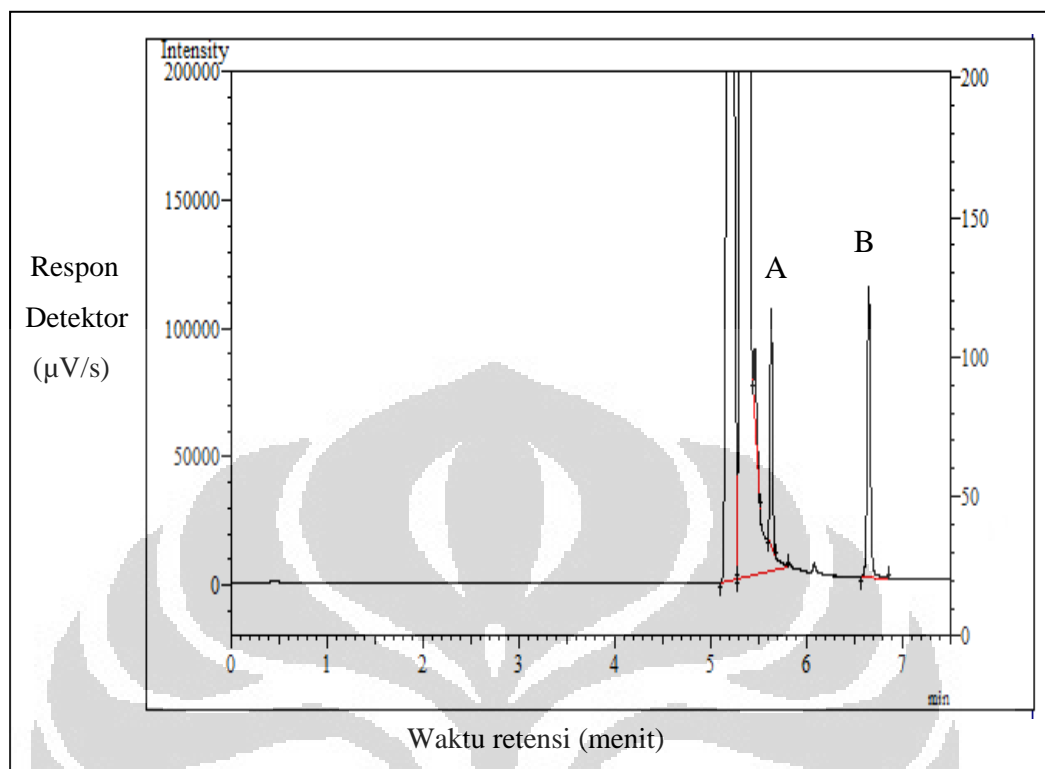 Intensity
200000
150000
100000
50000
0
200
150
100
50
0
A
B
Respon
Detektor
(µV/s)
0 1 2 3 4 5 6 7
min
Waktu retensi (menit)